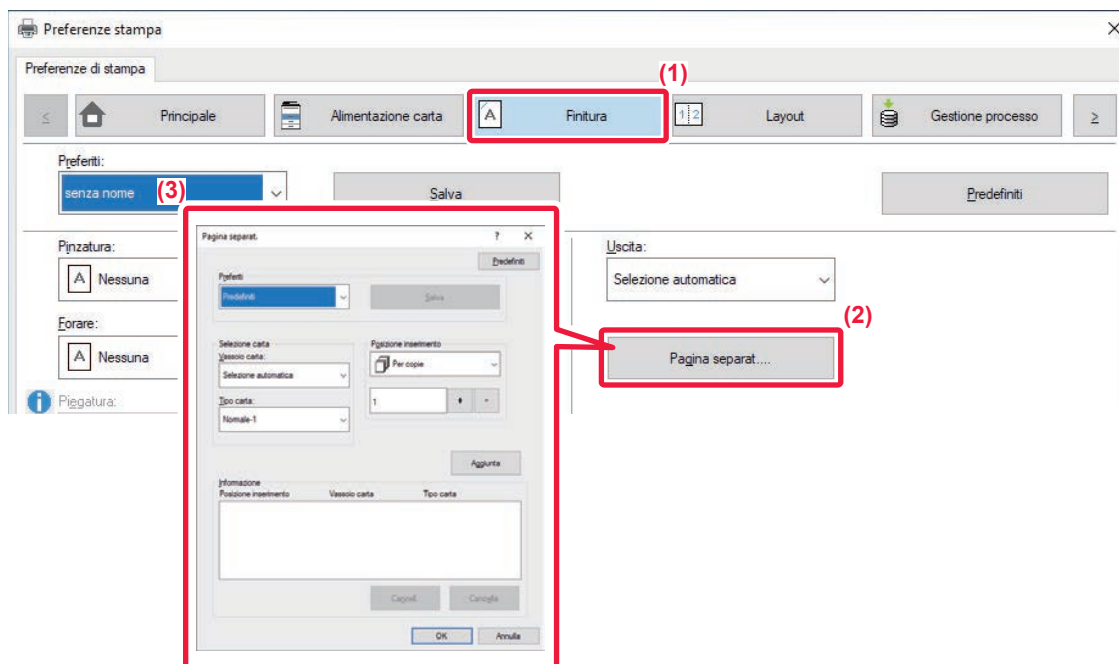 Preferenze stampa
Preferenze di stampa
(1)
≤ Principale Alimentazione carta A Finitura 1 2 Layout Gestione processo ≥
Preferiti:
senza nome (3) Salva Predefiniti
Pagina separat. ? ×
Predefiniti
Preferiti
Predefiniti Salva
Selezione carta Posizione inserimento
Vassoio carta: Per copie
Selezione automatica
Tipo carta: 1 + -
Normale-1
Aggiunta
Informazione
Posizione inserimento Vassoio carta Tipo carta
OK Annulla
Pinzatura: Uscita:
A Nessuna Selezione automatica
(2)
Forare:
A Nessuna Pagina separat....
Piegatura: